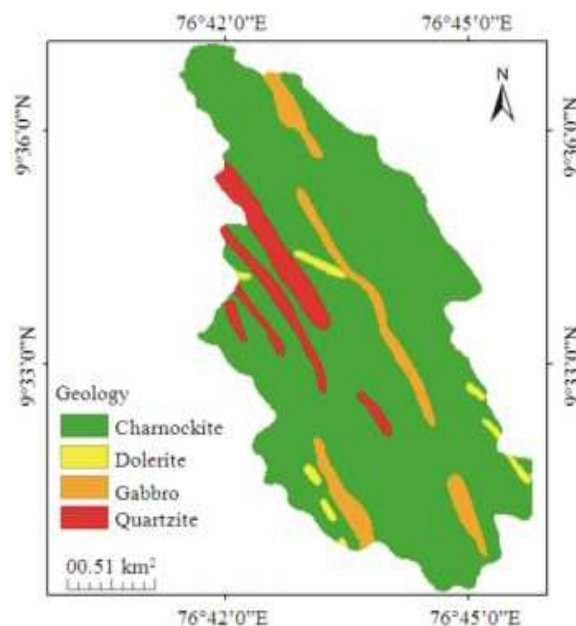 76°42'0"E 76°45'0"E
N
9°36'0"N 9°36'0"N
9°33'0"N 9°33'0"N
Geology
Charnockite
Dolerite
Gabbro
Quartzite
00.51 km²
76°42'0"E 76°45'0"E